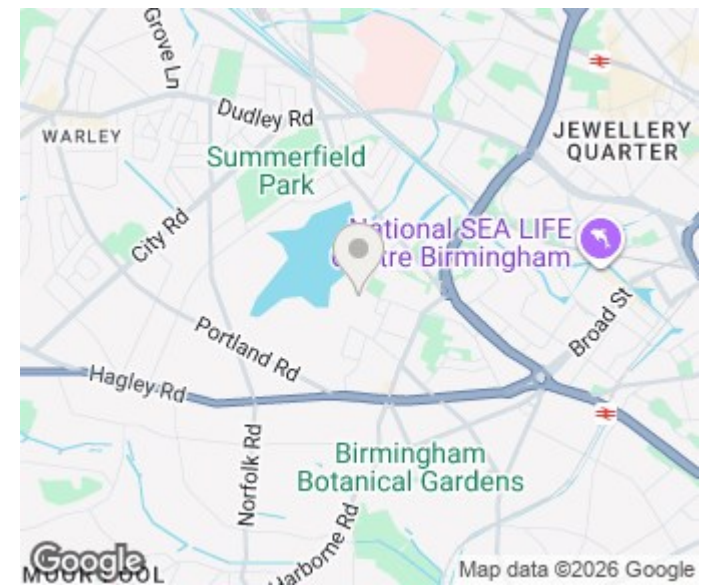 Grove Ln
Dudley Rd
WARLEY
JEWELLERY
QUARTER
Summerfield
Park
City Rd
National SEA LIFE
Centre Birmingham
Broad St
Portland Rd
Hagley Rd
Norfolk Rd
Birmingham
Botanical Gardens
Harborne Rd
Google
Map data ©2026 Google